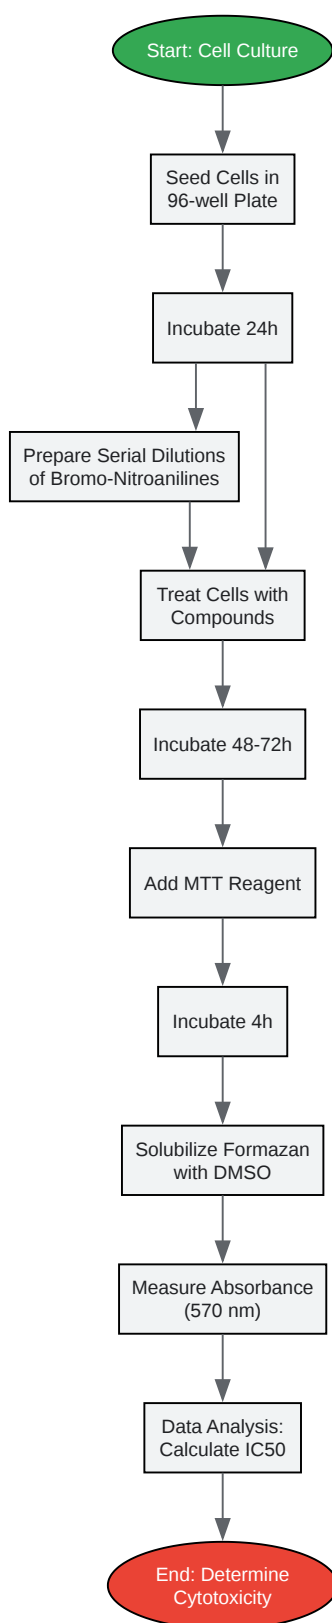 Start: Cell Culture
Seed Cells in
96-well Plate
Incubate 24h
Prepare Serial Dilutions
of Bromo-Nitroanilines
Treat Cells with
Compounds
Incubate 48-72h
Add MTT Reagent
Incubate 4h
Solubilize Formazan
with DMSO
Measure Absorbance
(570 nm)
Data Analysis:
Calculate IC50
End: Determine
Cytotoxicity